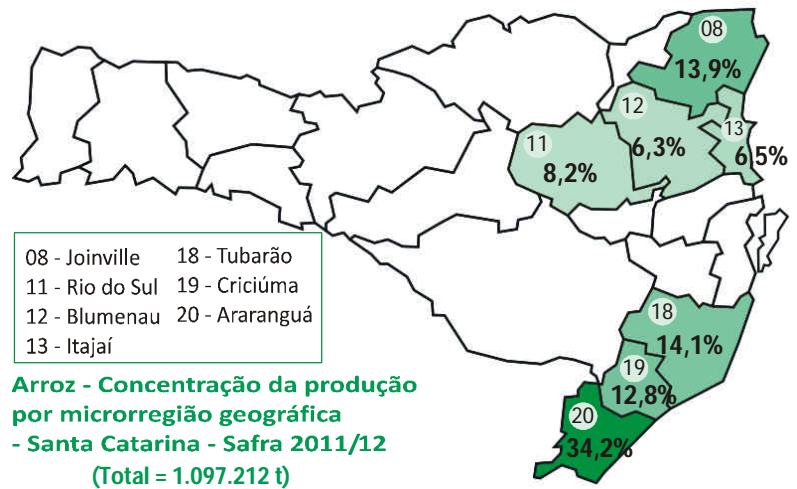 08
13,9%
12
6,3%
13
6,5%
11
8,2%
08 - Joinville
11 - Rio do Sul
12 - Blumenau
13 - Itajaí
18 - Tubarão
19 - Criciúma
20 - Araranguá
18
14,1%
19
12,8%
20
34,2%
Arroz - Concentração da produção
por microrregião geográfica
- Santa Catarina - Safra 2011/12
(Total = 1.097.212 t)